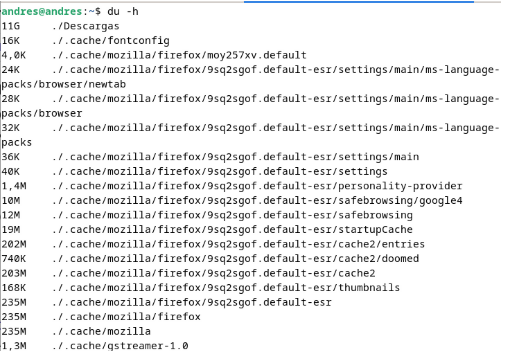 andres@andres:~$ du -h
11G ./Descargas
16K ./.cache/fontconfig
4,0K ./.cache/mozilla/firefox/moy257xv.default
24K ./.cache/mozilla/firefox/9sq2sgof.default-esr/settings/main/ms-language-
packs/browser/newtab
28K ./.cache/mozilla/firefox/9sq2sgof.default-esr/settings/main/ms-language-
packs/browser
32K ./.cache/mozilla/firefox/9sq2sgof.default-esr/settings/main/ms-language-
packs
36K ./.cache/mozilla/firefox/9sq2sgof.default-esr/settings/main
40K ./.cache/mozilla/firefox/9sq2sgof.default-esr/settings
1,4M ./.cache/mozilla/firefox/9sq2sgof.default-esr/personality-provider
10M ./.cache/mozilla/firefox/9sq2sgof.default-esr/safebrowsing/google4
12M ./.cache/mozilla/firefox/9sq2sgof.default-esr/safebrowsing
19M ./.cache/mozilla/firefox/9sq2sgof.default-esr/startupCache
202M ./.cache/mozilla/firefox/9sq2sgof.default-esr/cache2/entries
740K ./.cache/mozilla/firefox/9sq2sgof.default-esr/cache2/doomed
203M ./.cache/mozilla/firefox/9sq2sgof.default-esr/cache2
168K ./.cache/mozilla/firefox/9sq2sgof.default-esr/thumbnails
235M ./.cache/mozilla/firefox/9sq2sgof.default-esr
235M ./.cache/mozilla/firefox
235M ./.cache/mozilla
1,3M ./.cache/gstreamer-1.0